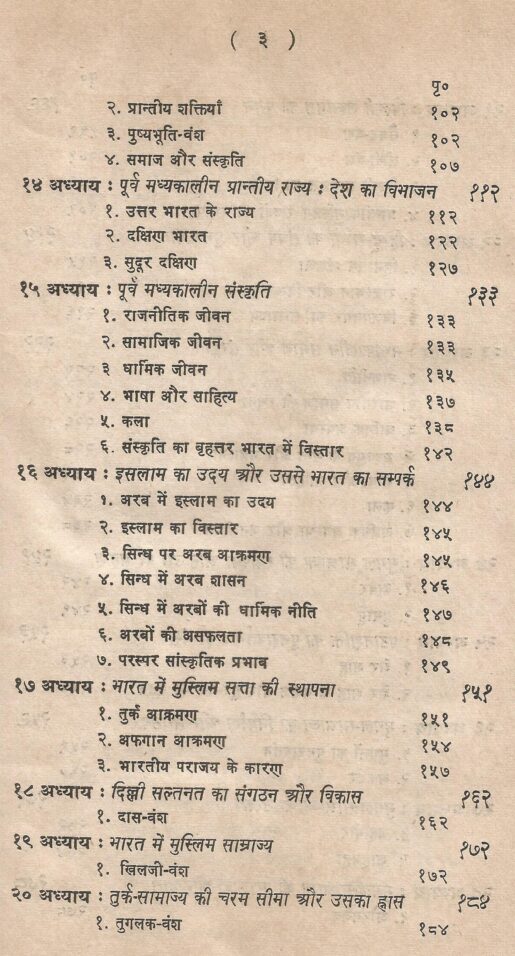 ( ३ )
पृ०
२. प्रान्तीय शक्तियाँ १०२
३. पुष्यभूति-वंश १०२
४. समाज और संस्कृति १०७
१४ अध्याय : पूर्व मध्यकालीन प्रान्तीय राज्य : देश का विभाजन ११२
१. उत्तर भारत के राज्य ११२
२. दक्षिण भारत १२२
३. सुदूर दक्षिण १२७
१५ अध्याय : पूर्व मध्यकालीन संस्कृति १३३
१. राजनीतिक जीवन १३३
२. सामाजिक जीवन १३३
३ धार्मिक जीवन १३५
४. भाषा और साहित्य १३७
५. कला १३८
६. संस्कृति का बृहत्तर भारत में विस्तार १४२
१६ अध्याय : इसलाम का उदय और उससे भारत का सम्पर्क १४४
१. अरब में इस्लाम का उदय १४४
२. इस्लाम का विस्तार १४५
३. सिन्ध पर अरब आक्रमण १४५
४. सिन्ध में अरब शासन १४६
५. सिन्ध में अरबों की धार्मिक नीति १४७
६. अरबों की असफलता १४८
७. परस्पर सांस्कृतिक प्रभाव १४९
१७ अध्याय : भारत में मुस्लिम सत्ता की स्थापना १५१
१. तुर्क आक्रमण १५१
२. अफगान आक्रमण १५४
३. भारतीय पराजय के कारण १५७
१८ अध्याय : दिल्ली सल्तनत का संगठन और विकास १६२
१. दास-वंश १६२
१९ अध्याय : भारत में मुस्लिम साम्राज्य १७२
१. खिलजी-वंश १७२
२० अध्याय : तुर्क-सामाज्य की चरम सीमा और उसका ह्रास १८४
१. तुगलक-वंश १८४